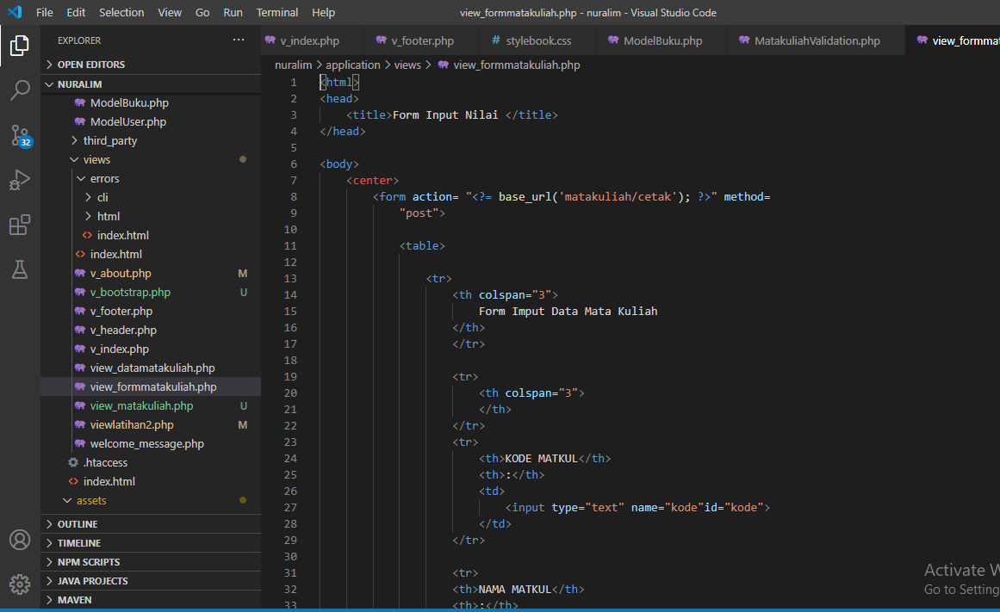 File Edit Selection View Go Run Terminal Help view_formmatakuliah.php - nuralim - Visual Studio Code
EXPLORER ...
v_index.php v_footer.php # stylebook.css ModelBuku.php MatakuliahValidation.php view_formmat
OPEN EDITORS
NURALIM
ModelBuku.php
ModelUser.php
third_party
views
errors
cli
html
index.html
index.html
v_about.php M
v_bootstrap.php U
v_footer.php
v_header.php
v_index.php
view_datamatakuliah.php
view_formmatakuliah.php
view_matakuliah.php U
viewlatihan2.php M
welcome_message.php
.htaccess
index.html
assets
OUTLINE
TIMELINE
NPM SCRIPTS
JAVA PROJECTS
MAVEN
32
nuralim > application > views > view_formmatakuliah.php
1 <html>
2 <head>
3 <title>Form Input Nilai </title>
4 </head>
5
6 <body>
7 <center>
8 <form action= "<?= base_url('matakuliah/cetak'); ?>" method=
9 "post">
10
11 <table>
12
13 <tr>
14 <th colspan="3">
15 Form Imput Data Mata Kuliah
16 </th>
17 </tr>
18
19 <tr>
20 <th colspan="3">
21 </th>
22 </tr>
23 <tr>
24 <th>KODE MATKUL</th>
25 <th>:</th>
26 <td>
27 <input type="text" name="kode"id="kode">
28 </td>
29 </tr>
30
31 <tr>
32 <th>NAMA MATKUL</th>
33 <th>:</th>
Activate W
Go to Setting